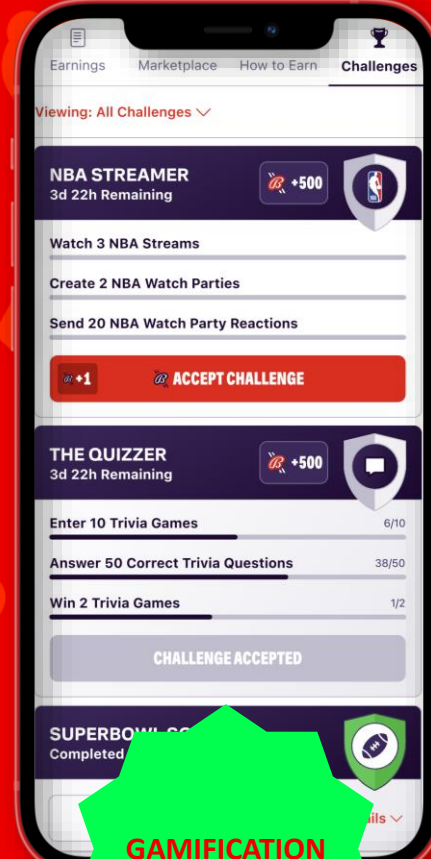 Earnings Marketplace How to Earn Challenges
Viewing: All Challenges
NBA STREAMER
3d 22h Remaining
+500
Watch 3 NBA Streams
Create 2 NBA Watch Parties
Send 20 NBA Watch Party Reactions
+1 ACCEPT CHALLENGE
THE QUIZZER
3d 22h Remaining
+500
Enter 10 Trivia Games 6/10
Answer 50 Correct Trivia Questions 38/50
Win 2 Trivia Games 1/2
CHALLENGE ACCEPTED
SUPERBOWL
Completed
GAMIFICATION